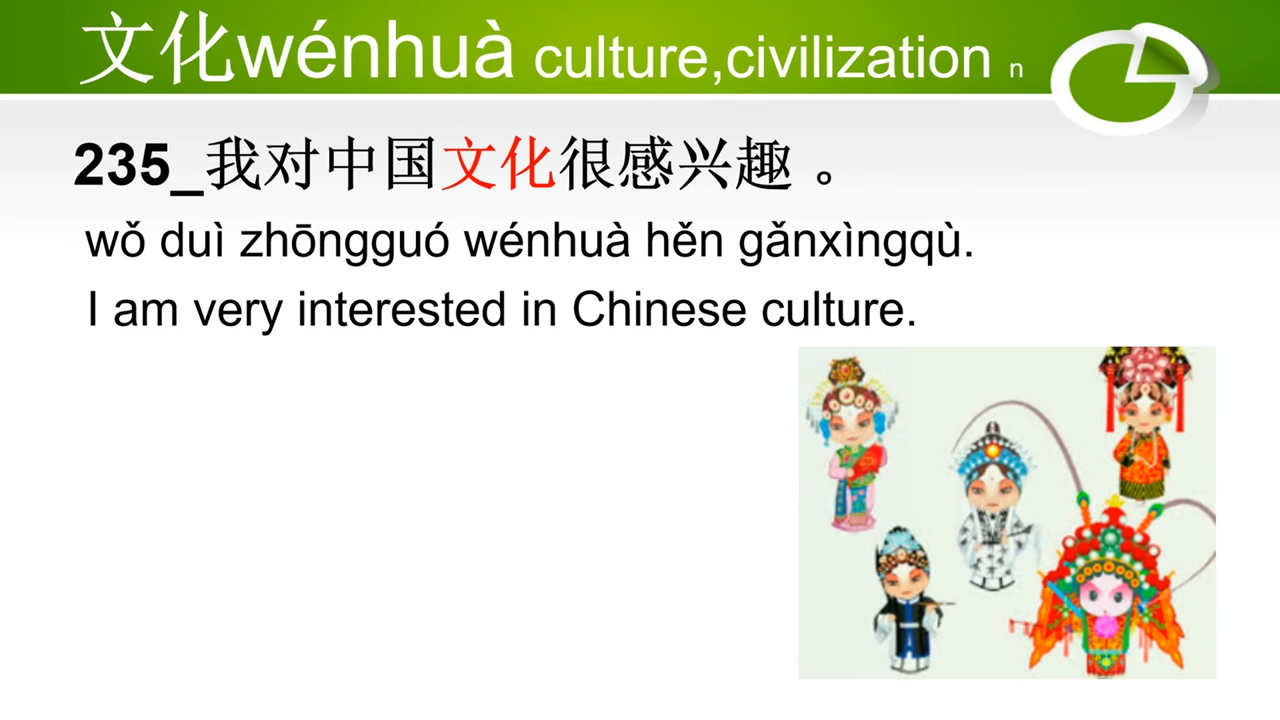 文化wénhuà culture,civilization n
235_我对中国文化很感兴趣 。
wǒ duì zhōngguó wénhuà hěn gǎnxìngqù.
I am very interested in Chinese culture.